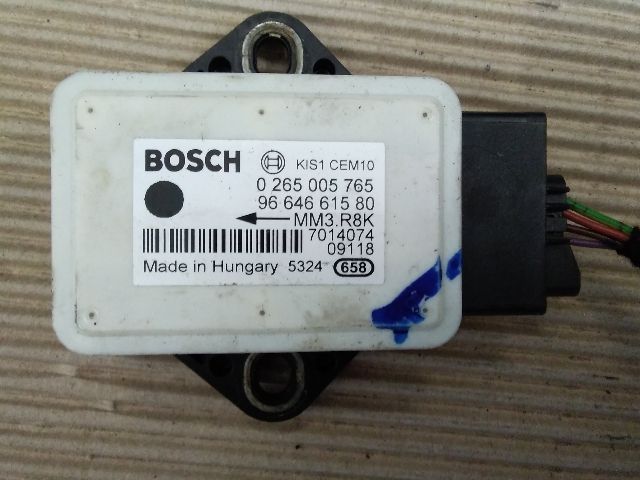 BOSCH KIS1 CEM10
0 265 005 765
96 646 615 80
MM3.R8K
7014074
09118
Made in Hungary 5324 658